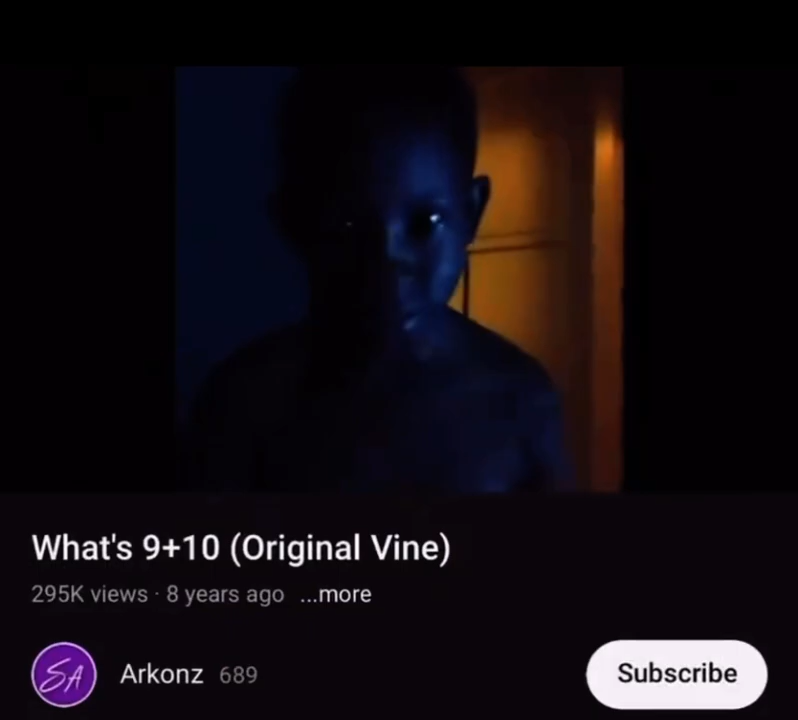 What's 9+10 (Original Vine)
295K views · 8 years ago ...more
SA Arkonz 689 Subscribe